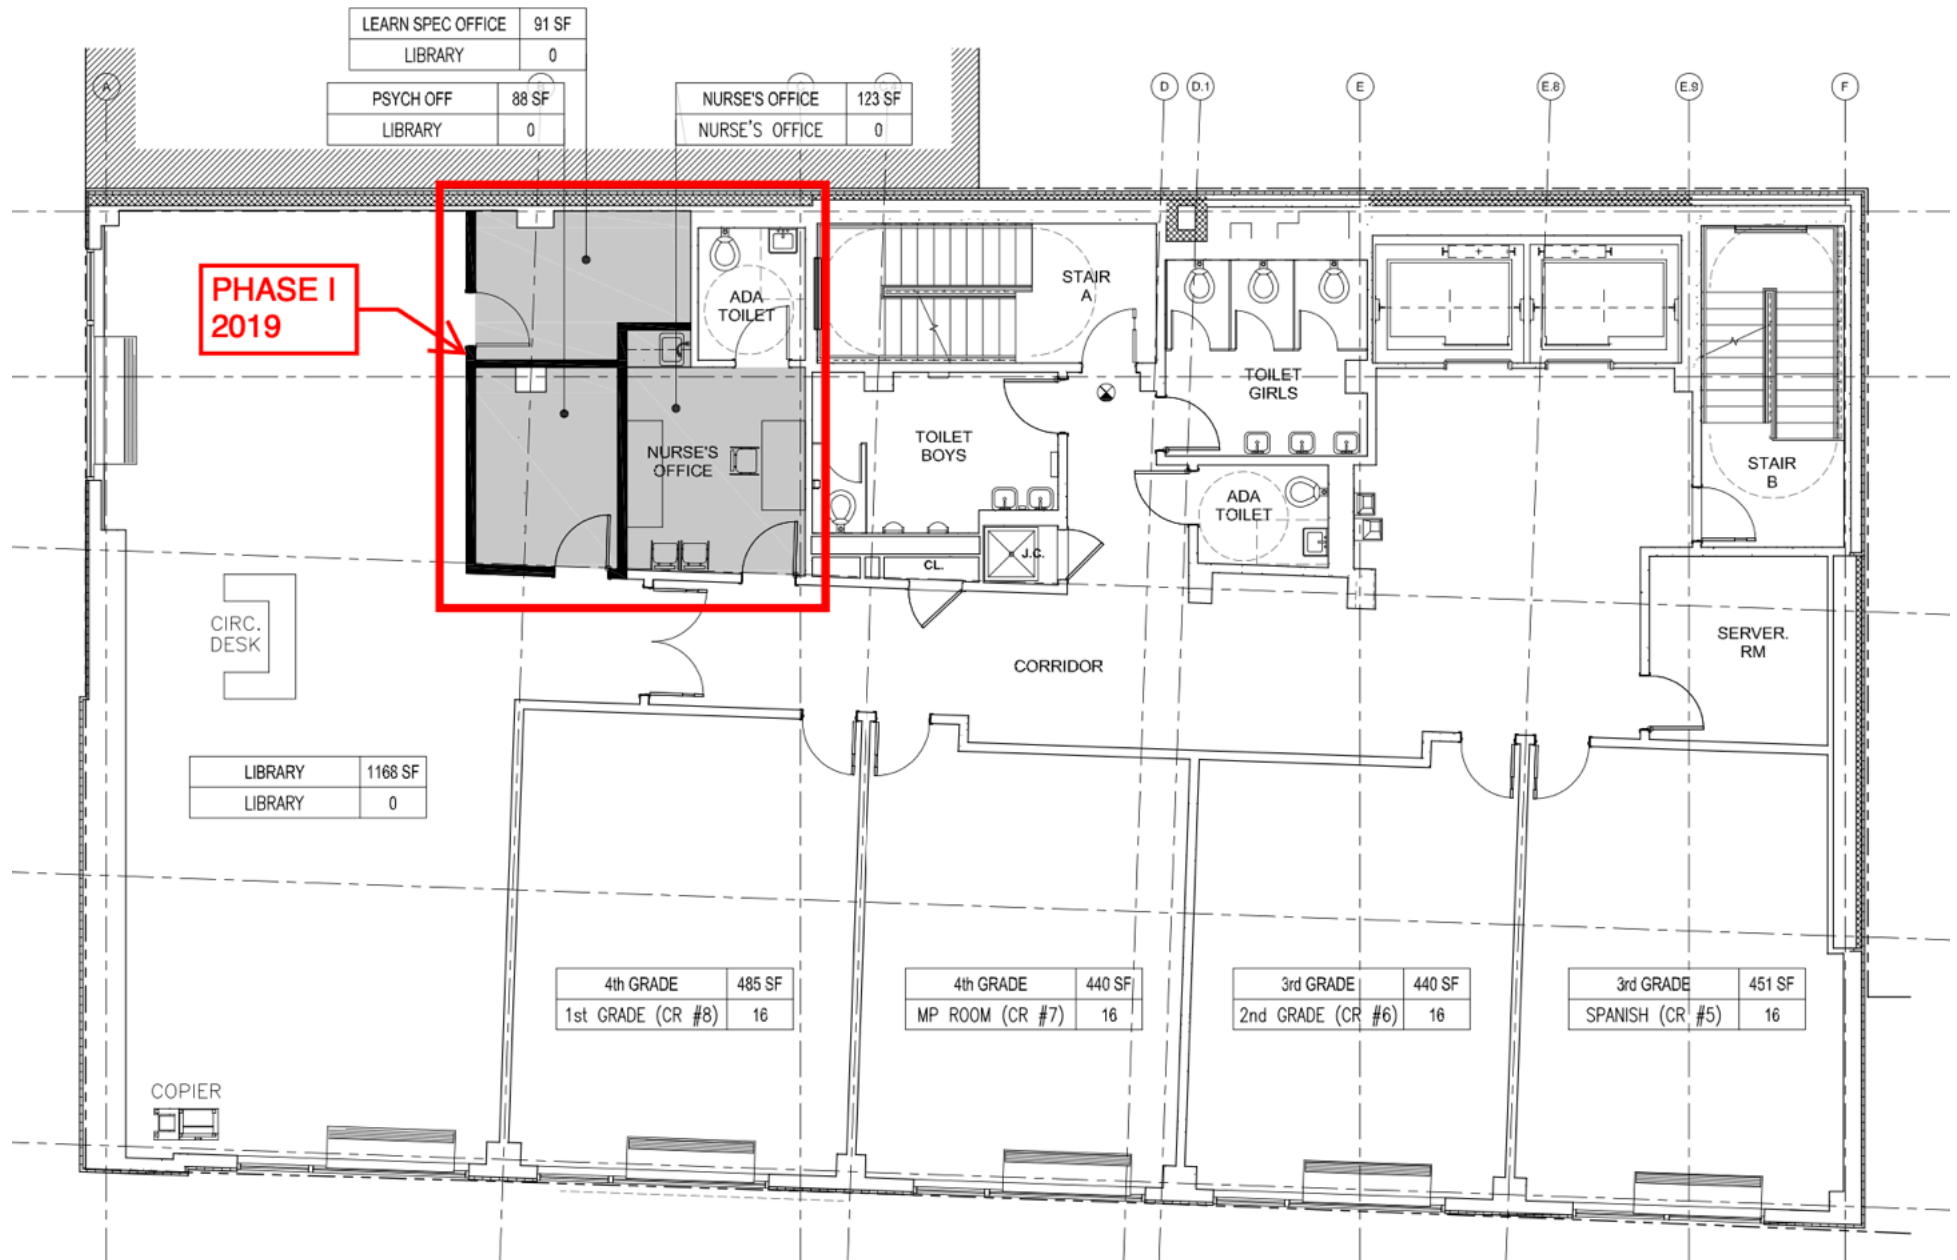 LEARN SPEC OFFICE 91 SF
LIBRARY 0
PSYCH OFF 88 SF
LIBRARY 0
NURSE'S OFFICE 123 SF
NURSE'S OFFICE 0
A
D
D.1
E
E.8
E.9
F
PHASE I
2019
ADA
TOILET
STAIR
A
TOILET
GIRLS
TOILET
BOYS
NURSE'S
OFFICE
STAIR
B
ADA
TOILET
J.C.
CL.
CIRC.
DESK
SERVER.
RM
CORRIDOR
LIBRARY 1168 SF
LIBRARY 0
4th GRADE 485 SF
1st GRADE (CR #8) 16
4th GRADE 440 SF
MP ROOM (CR #7) 16
3rd GRADE 440 SF
2nd GRADE (CR #6) 16
3rd GRADE 451 SF
SPANISH (CR #5) 16
COPIER